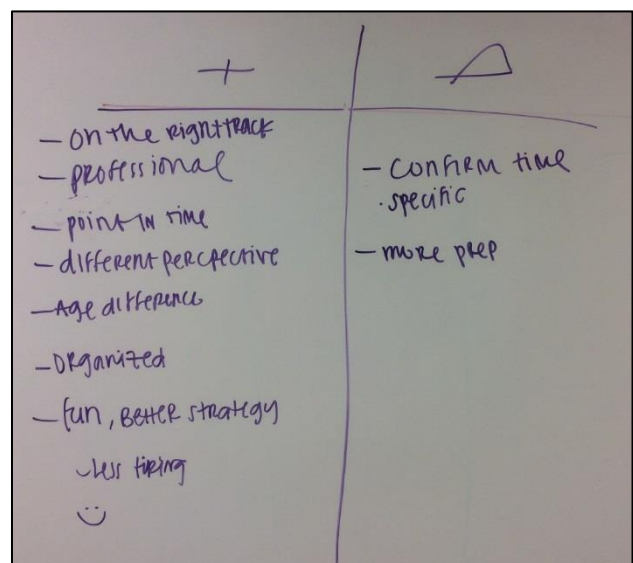 +
- on the right track
- professional
- point in time
- different percpective
- Age difference
- organized
- fun, Better strategy
- Less tiring
:)
Δ
- confirm time
· specific
- more prep